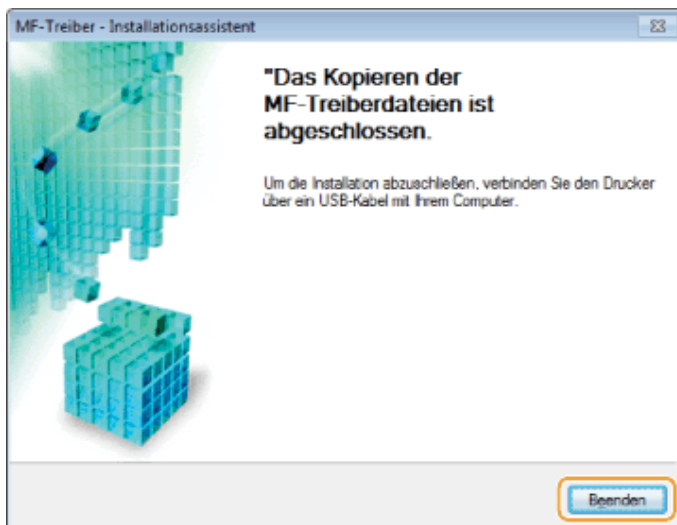 MF-Treiber - Installationsassistent
"Das Kopieren der
MF-Treiberdateien ist
abgeschlossen.
Um die Installation abzuschließen, verbinden Sie den Drucker
über ein USB-Kabel mit Ihrem Computer.
Beenden